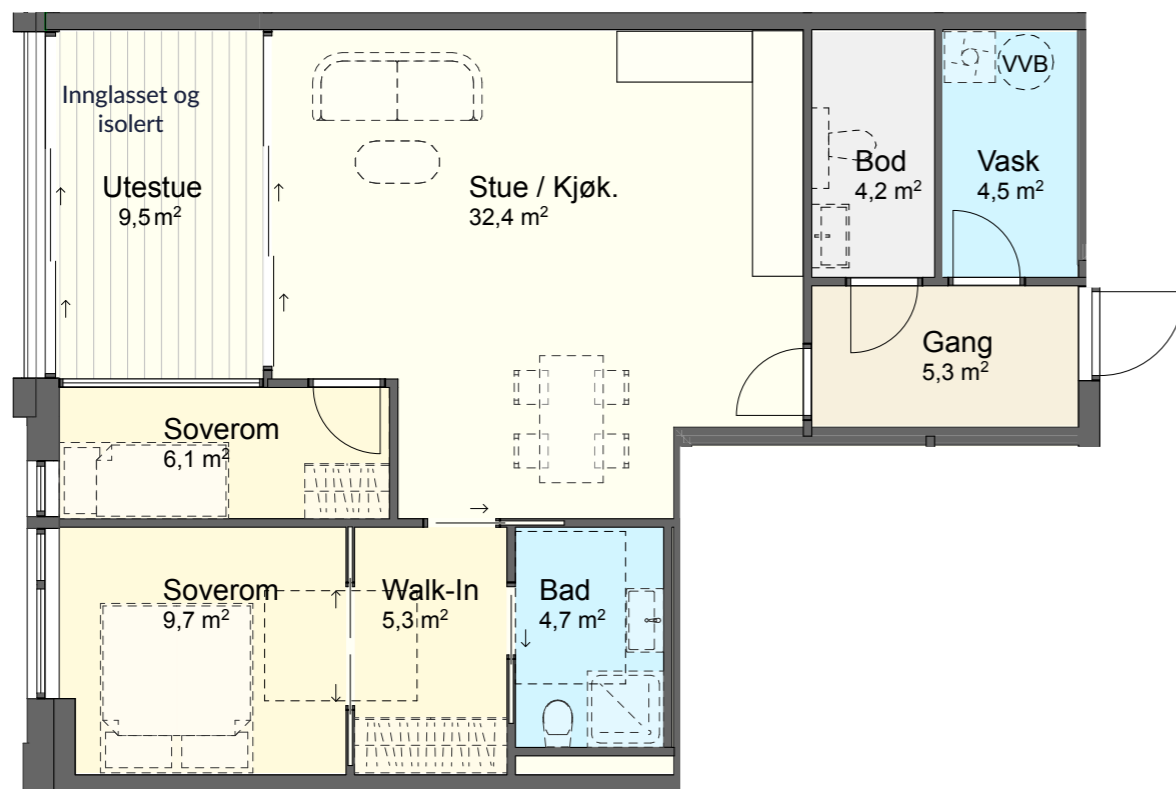 Innglasset og
isolert
Utestue
9,5 m²
Stue / Kjøk.
32,4 m²
Bod
4,2 m²
VVB
Vask
4,5 m²
Gang
5,3 m²
Soverom
6,1 m²
Soverom
9,7 m²
Walk-In
5,3 m²
Bad
4,7 m²